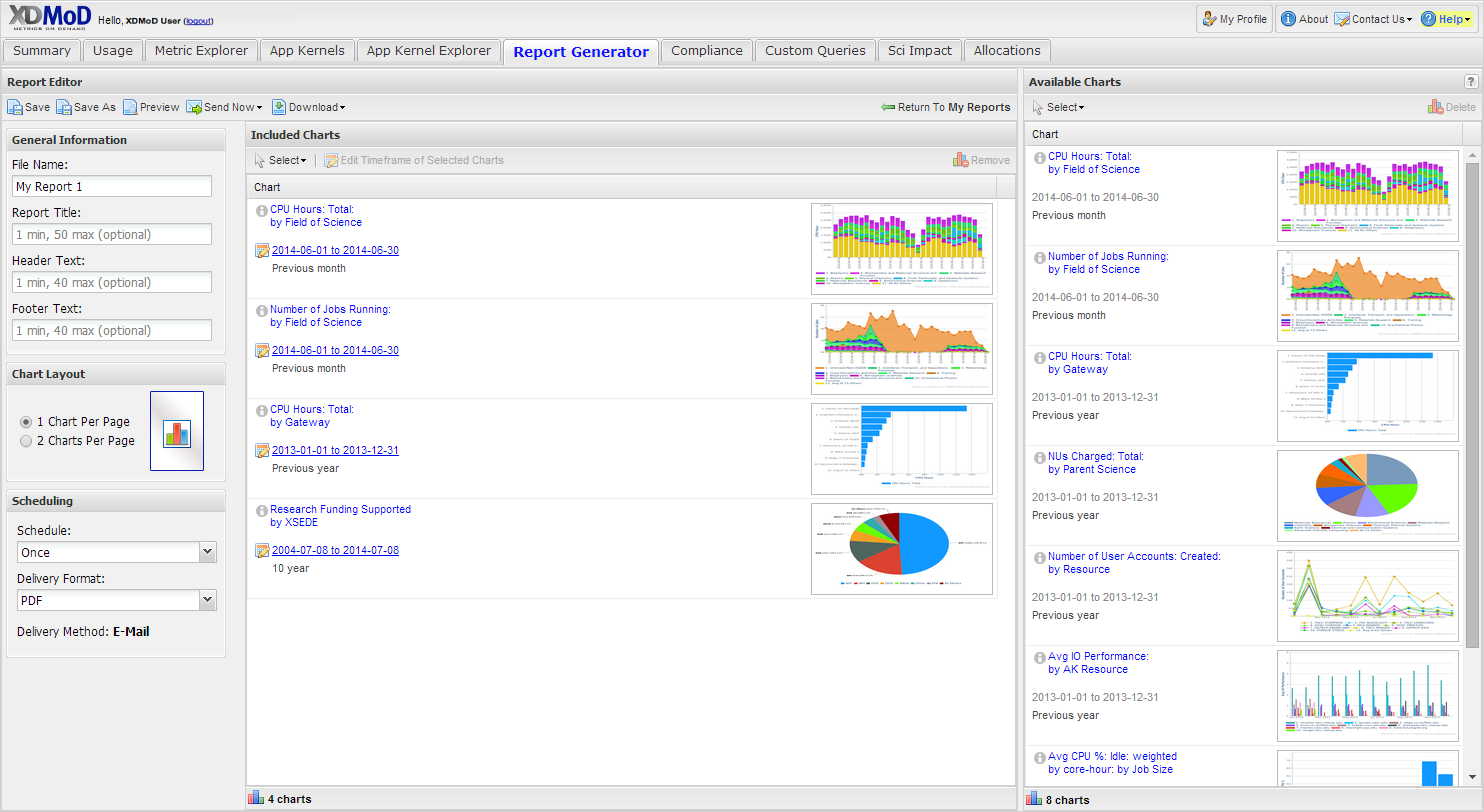 XDMoD
METRICS ON DEMAND
Hello, XDMoD User (logout)
My Profile
About
Contact Us
Help
Summary
Usage
Metric Explorer
App Kernels
App Kernel Explorer
Report Generator
Compliance
Custom Queries
Sci Impact
Allocations
Report Editor
Save
Save As
Preview
Send Now
Download
Return To My Reports
General Information
File Name:
My Report 1
Report Title:
1 min, 50 max (optional)
Header Text:
1 min, 40 max (optional)
Footer Text:
1 min, 40 max (optional)
Chart Layout
1 Chart Per Page
2 Charts Per Page
Scheduling
Schedule:
Once
Delivery Format:
PDF
Delivery Method: E-Mail
Included Charts
Select
Edit Timeframe of Selected Charts
Remove
Chart
CPU Hours: Total:
by Field of Science
2014-06-01 to 2014-06-30
Previous month
Number of Jobs Running:
by Field of Science
2014-06-01 to 2014-06-30
Previous month
CPU Hours: Total:
by Gateway
2013-01-01 to 2013-12-31
Previous year
Research Funding Supported
by XSEDE
2004-07-08 to 2014-07-08
10 year
4 charts
Available Charts
?
Select
Delete
Chart
CPU Hours: Total:
by Field of Science
2014-06-01 to 2014-06-30
Previous month
Number of Jobs Running:
by Field of Science
2014-06-01 to 2014-06-30
Previous month
CPU Hours: Total:
by Gateway
2013-01-01 to 2013-12-31
Previous year
NUs Charged: Total:
by Parent Science
2013-01-01 to 2013-12-31
Previous year
Number of User Accounts: Created:
by Resource
2013-01-01 to 2013-12-31
Previous year
Avg IO Performance:
by AK Resource
2013-01-01 to 2013-12-31
Previous year
Avg CPU %: Idle: weighted
by core-hour: by Job Size
8 charts